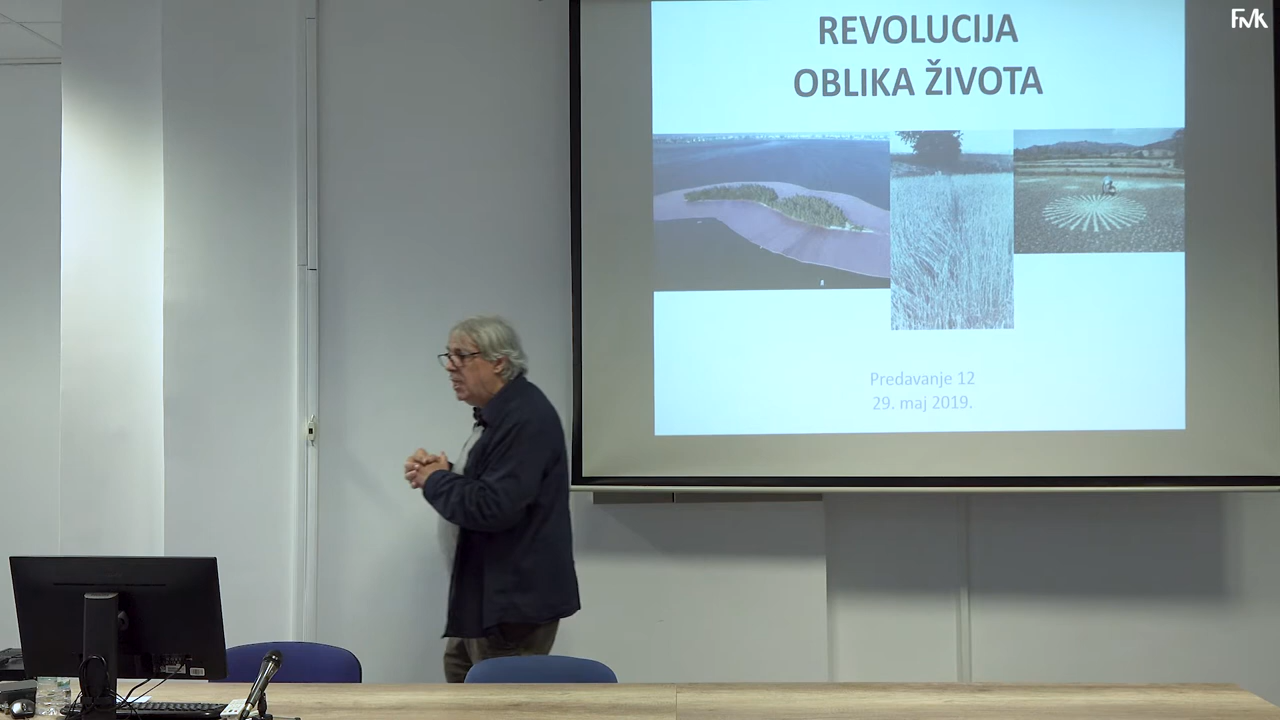 FMK
REVOLUCIJA
OBLIKA ŽIVOTA
Predavanje 12
29. maj 2019.